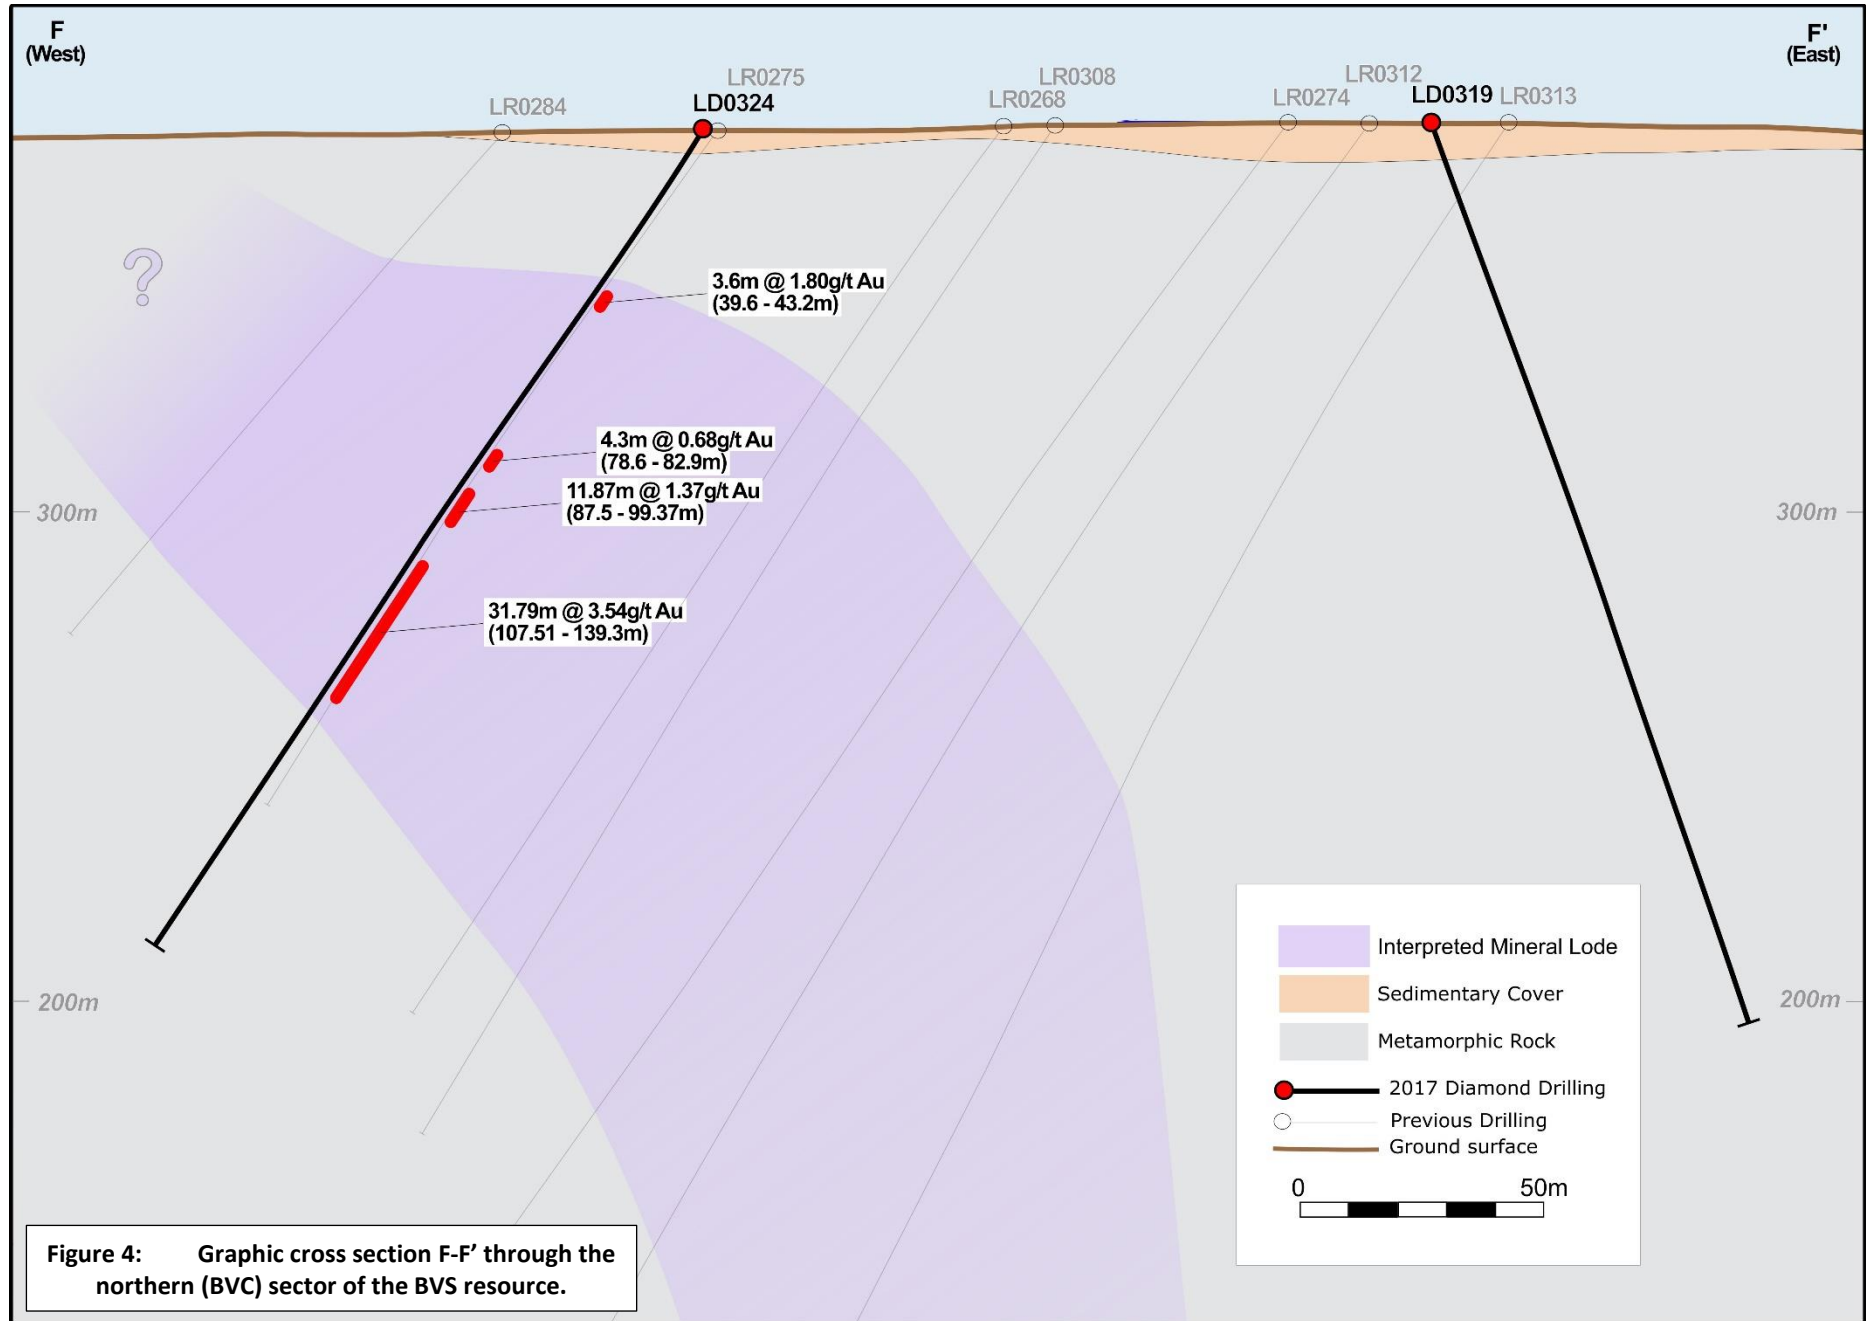 F
(West)
F'
(East)
LR0275
LR0284
LD0324
LR0308
LR0268
LR0312
LR0274
LD0319
LR0313
?
3.6m @ 1.80g/t Au
(39.6 - 43.2m)
4.3m @ 0.68g/t Au
(78.6 - 82.9m)
11.87m @ 1.37g/t Au
(87.5 - 99.37m)
300m
300m
31.79m @ 3.54g/t Au
(107.51 - 139.3m)
200m
200m
Interpreted Mineral Lode
Sedimentary Cover
Metamorphic Rock
2017 Diamond Drilling
Previous Drilling
Ground surface
0 50m
Figure 4: Graphic cross section F-F’ through the
northern (BVC) sector of the BVS resource.